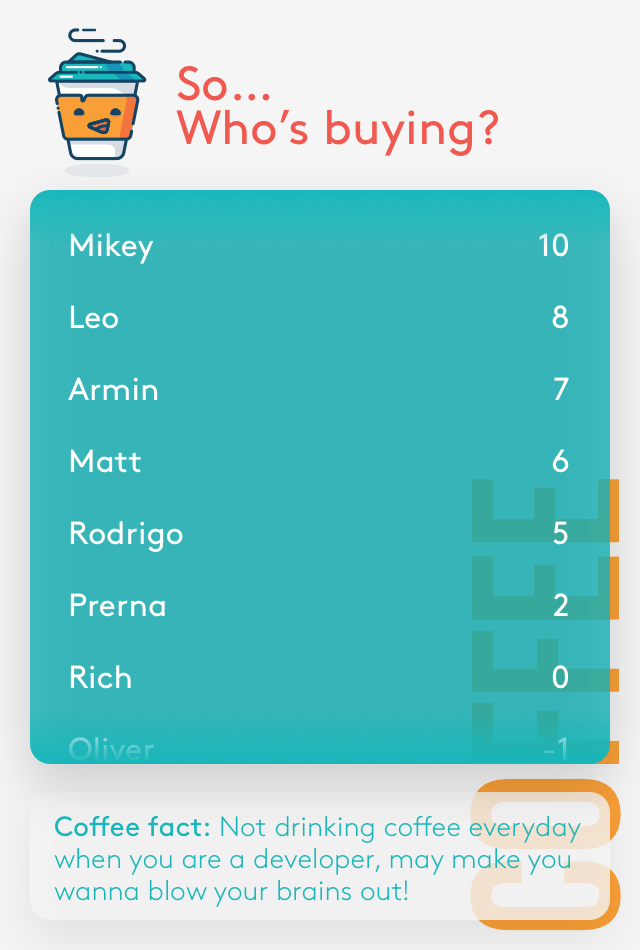 So...
Who's buying?
Mikey 10
Leo 8
Armin 7
Matt 6
Rodrigo 5
Prerna 2
Rich 0
Oliver -1
Coffee fact: Not drinking coffee everyday
when you are a developer, may make you
wanna blow your brains out!
COFFEE